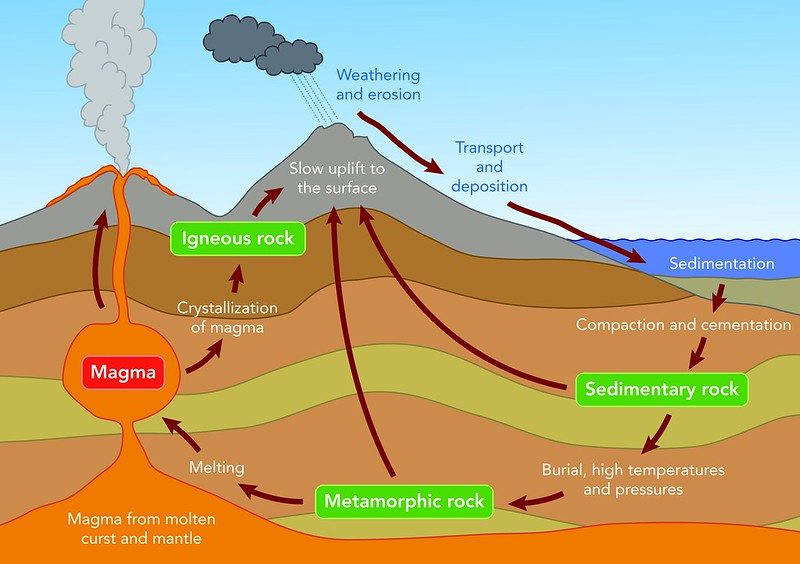 Weathering
and erosion
Transport
and
deposition
Slow uplift to
the surface
Igneous rock
Sedimentation
Crystallization
of magma
Compaction and cementation
Magma
Sedimentary rock
Melting
Burial, high temperatures
and pressures
Metamorphic rock
Magma from molten
curst and mantle